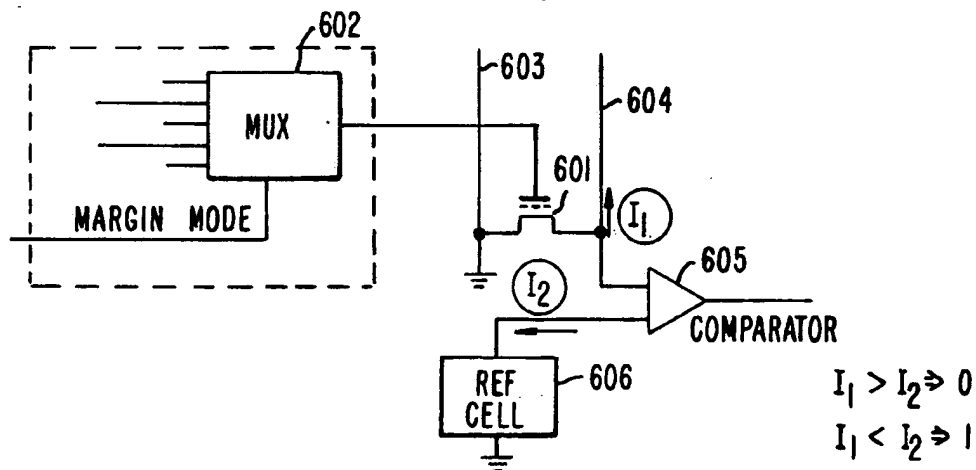 602
603
604
MUX
601
MARGIN MODE
I1
605
I2
COMPARATOR
REF
CELL
606
I1 > I2 ⇒ 0
I1 < I2 ⇒ 1